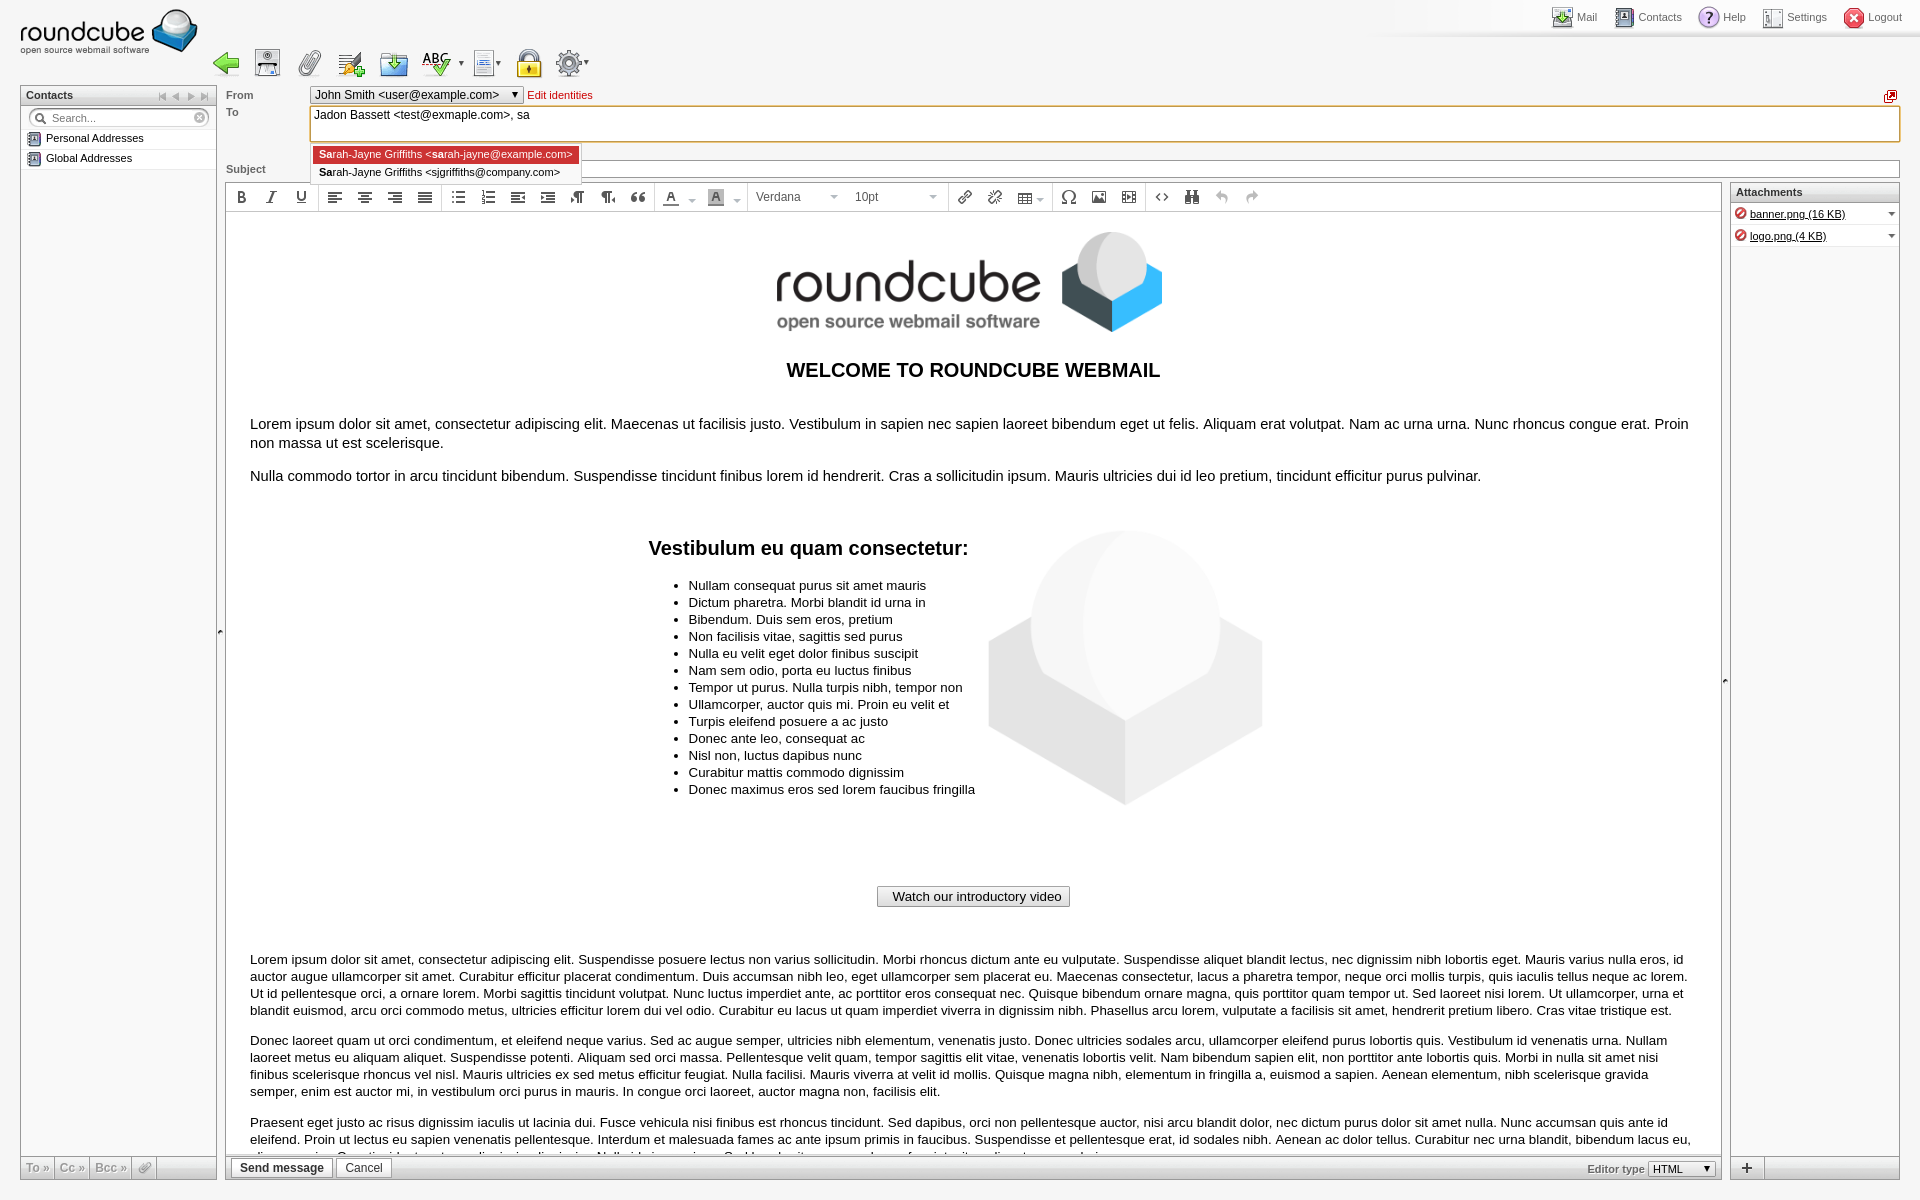 roundcube
open source webmail software
Mail
Contacts
Help
Settings
Logout
ABC
Contacts
Search...
Personal Addresses
Global Addresses
From
John Smith <user@example.com>
Edit identities
To
Jadon Bassett <test@exmaple.com>, sa
Sarah-Jayne Griffiths <sarah-jayne@example.com>
Sarah-Jayne Griffiths <sjgriffiths@company.com>
Subject
B I U A A Verdana 10pt
Attachments
banner.png (16 KB)
logo.png (4 KB)
roundcube
open source webmail software
WELCOME TO ROUNDCUBE WEBMAIL
Lorem ipsum dolor sit amet, consectetur adipiscing elit. Maecenas ut facilisis justo. Vestibulum in sapien nec sapien laoreet bibendum eget ut felis. Aliquam erat volutpat. Nam ac urna urna. Nunc rhoncus congue erat. Proin
non massa ut est scelerisque.
Nulla commodo tortor in arcu tincidunt bibendum. Suspendisse tincidunt finibus lorem id hendrerit. Cras a sollicitudin ipsum. Mauris ultricies dui id leo pretium, tincidunt efficitur purus pulvinar.
Vestibulum eu quam consectetur:
• Nullam consequat purus sit amet mauris
• Dictum pharetra. Morbi blandit id urna in
• Bibendum. Duis sem eros, pretium
• Non facilisis vitae, sagittis sed purus
• Nulla eu velit eget dolor finibus suscipit
• Nam sem odio, porta eu luctus finibus
• Tempor ut purus. Nulla turpis nibh, tempor non
• Ullamcorper, auctor quis mi. Proin eu velit et
• Turpis eleifend posuere a ac justo
• Donec ante leo, consequat ac
• Nisl non, luctus dapibus nunc
• Curabitur mattis commodo dignissim
• Donec maximus eros sed lorem faucibus fringilla
Watch our introductory video
Lorem ipsum dolor sit amet, consectetur adipiscing elit. Suspendisse posuere lectus non varius sollicitudin. Morbi rhoncus dictum ante eu vulputate. Suspendisse aliquet blandit lectus, nec dignissim nibh lobortis eget. Mauris varius nulla eros, id
auctor augue ullamcorper sit amet. Curabitur efficitur placerat condimentum. Duis accumsan nibh leo, eget ullamcorper sem placerat eu. Maecenas consectetur, lacus a pharetra tempor, neque orci mollis turpis, quis iaculis tellus neque ac lorem.
Ut id pellentesque orci, a ornare lorem. Morbi sagittis tincidunt volutpat. Nunc luctus imperdiet ante, ac porttitor eros consequat nec. Quisque bibendum ornare magna, quis porttitor quam tempor ut. Sed laoreet nisi lorem. Ut ullamcorper, urna et
blandit euismod, arcu orci commodo metus, ultricies efficitur lorem dui vel odio. Curabitur eu lacus ut quam imperdiet viverra in dignissim nibh. Phasellus arcu lorem, vulputate a facilisis sit amet, hendrerit pretium libero. Cras vitae tristique est.
Donec laoreet quam ut orci condimentum, et eleifend neque varius. Sed ac augue semper, ultricies nibh elementum, venenatis justo. Donec ultricies sodales arcu, ullamcorper eleifend purus lobortis quis. Vestibulum id venenatis urna. Nullam
laoreet metus eu aliquam aliquet. Suspendisse potenti. Aliquam sed orci massa. Pellentesque velit quam, tempor sagittis elit vitae, venenatis lobortis velit. Nam bibendum sapien elit, non porttitor ante lobortis quis. Morbi in nulla sit amet nisi
finibus scelerisque rhoncus vel nisl. Mauris ultricies ex sed metus efficitur feugiat. Nulla facilisi. Mauris viverra at velit id mollis. Quisque magna nibh, elementum in fringilla a, euismod a sapien. Aenean elementum, nibh scelerisque gravida
semper, enim est auctor mi, in vestibulum orci purus in mauris. In congue orci laoreet, auctor magna non, facilisis elit.
Praesent eget justo ac risus dignissim iaculis ut lacinia dui. Fusce vehicula nisi finibus est rhoncus tincidunt. Sed dapibus, orci non pellentesque auctor, nisi arcu blandit dolor, nec dictum purus dolor sit amet nulla. Nunc accumsan quis ante id
eleifend. Proin ut lectus eu sapien venenatis pellentesque. Interdum et malesuada fames ac ante ipsum primis in faucibus. Suspendisse et pellentesque erat, id sodales nibh. Aenean ac dolor tellus. Curabitur nec urna blandit, bibendum lacus eu,
To »
Cc »
Bcc »
Send message
Cancel
Editor type
HTML